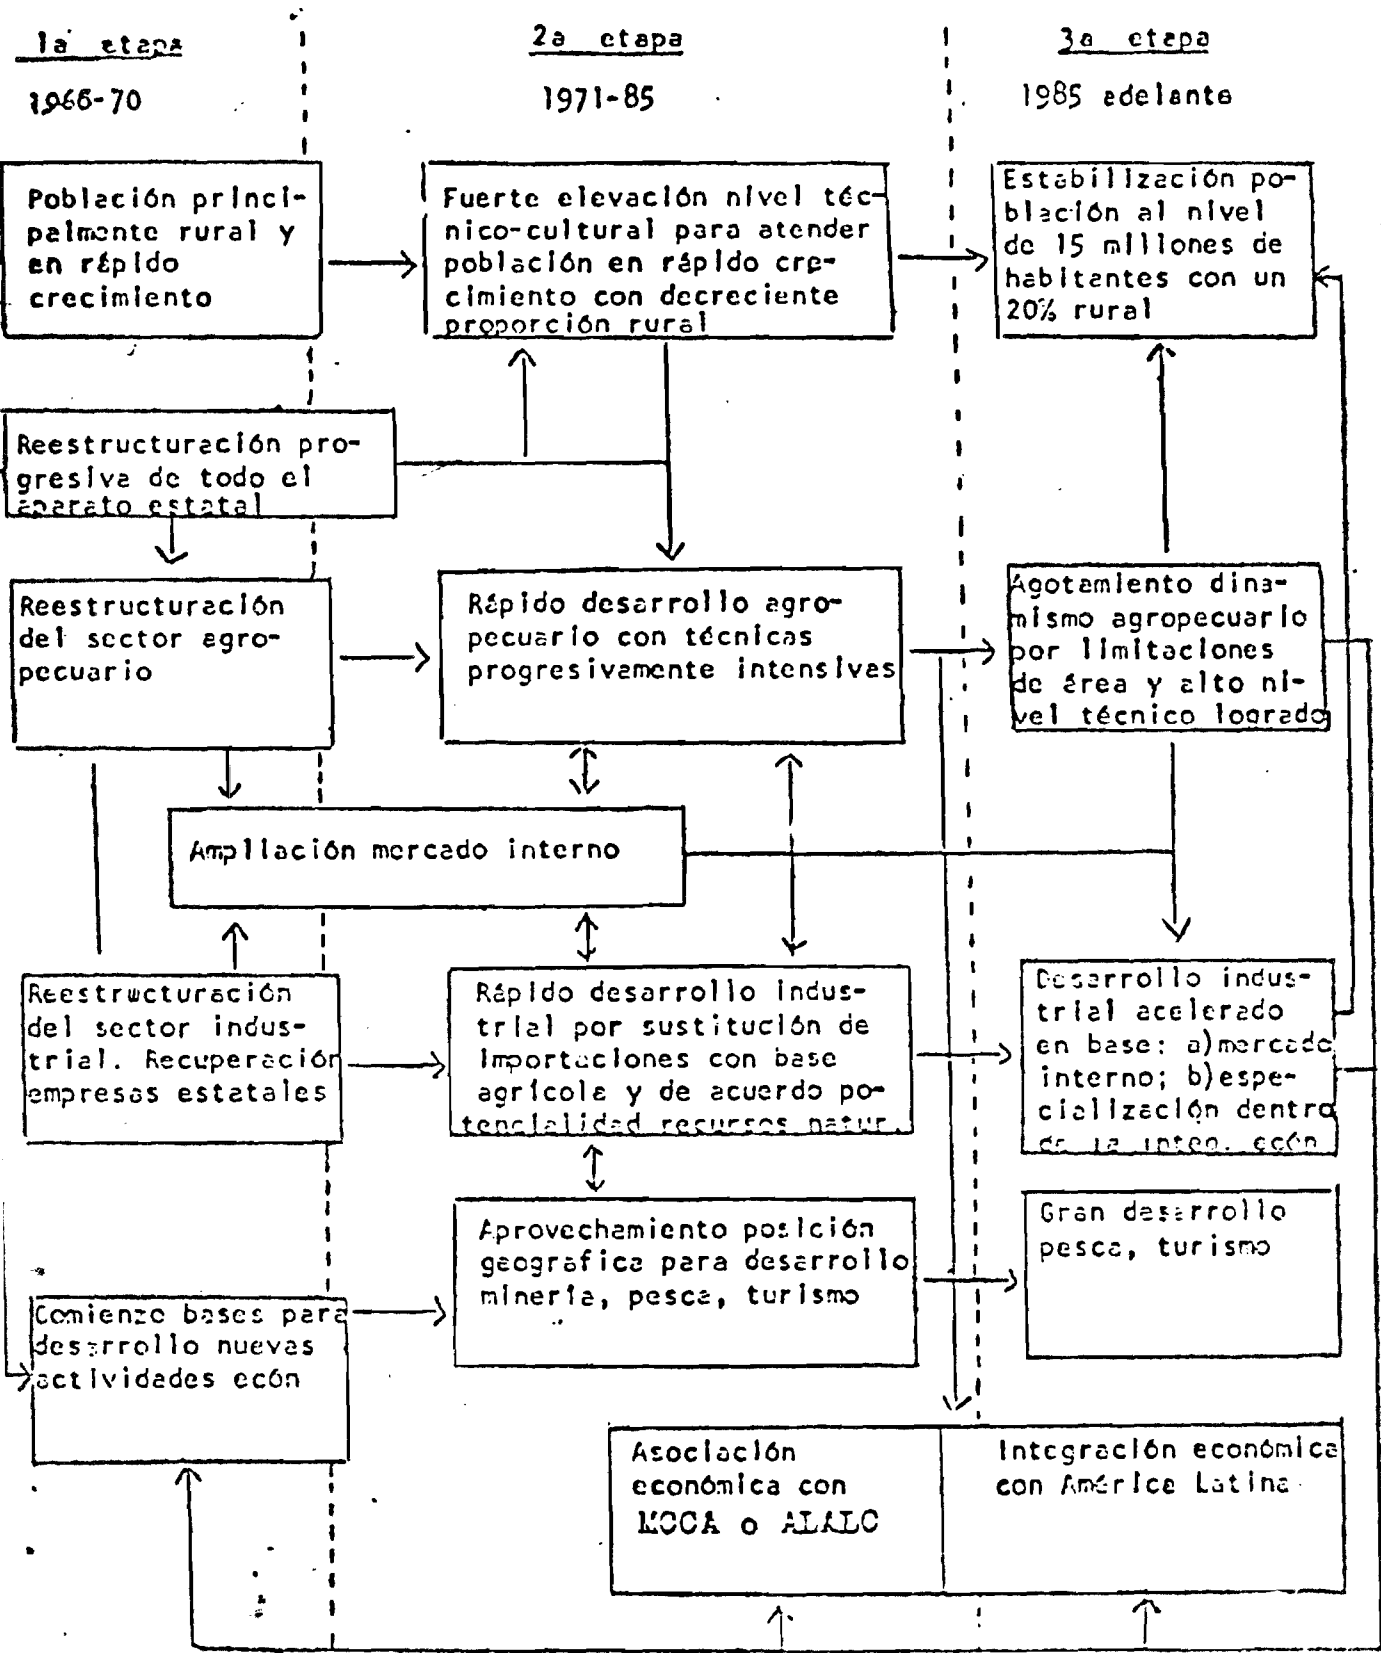 1a etapa
1966-70
2a etapa
1971-85
3a etapa
1985 adelante
Población princi-
palmente rural y
en rápido
crecimiento
Fuerte elevación nivel téc-
nico-cultural para atender
población en rápido cre-
cimiento con decreciente
proporción rural
Estabilización po-
blación al nivel
de 15 millones de
habitantes con un
20% rural
Reestructuración pro-
gresiva de todo el
aparato estatal
Reestructuración
del sector agro-
pecuario
Rápido desarrollo agro-
pecuario con técnicas
progresivamente intensivas
Agotamiento diná-
mismo agropecuario
por limitaciones
de área y alto ni-
vel técnico logrado
Ampliación mercado interno
Reestructuración
del sector indus-
trial. Recuperación
empresas estatales
Rápido desarrollo indus-
trial por sustitución de
importaciones con base
agrícola y de acuerdo po-
tencialidad recursos natur.
Desarrollo indus-
trial acelerado
en base: a)mercado
interno; b)espe-
cialización dentro
de la integ. ecón
Aprovechamiento posición
geografica para desarrollo
minería, pesca, turismo
Gran desarrollo
pesca, turismo
Comienzo bases para
desarrollo nuevas
actividades ecón
Asociación
económica con
MOCA o ALALC
Integración económica
con América Latina